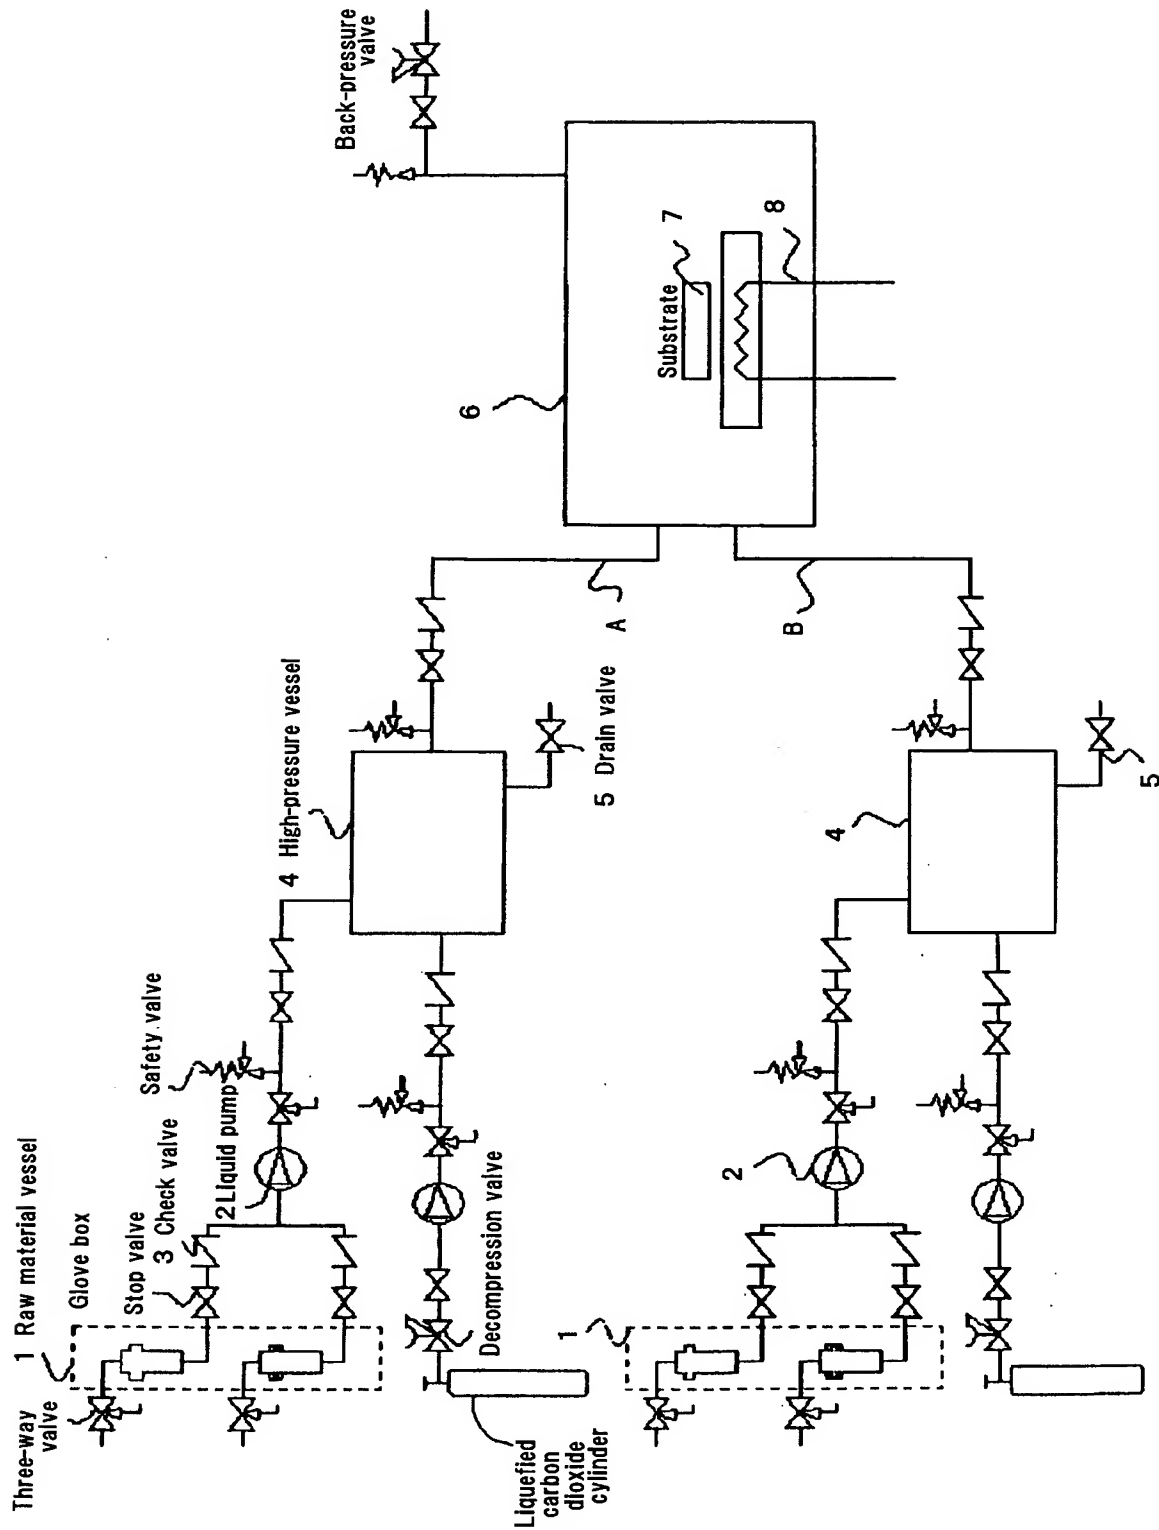 Three-way
valve
1 Raw material vessel
Glove box
Stop valve
3 Check valve
2 Liquid pump
Safety valve
4 High-pressure vessel
5 Drain valve
Decompression valve
Liquefied
carbon
dioxide
cylinder
Back-pressure
valve
6
Substrate
7
8
A
B
1
2
4
5